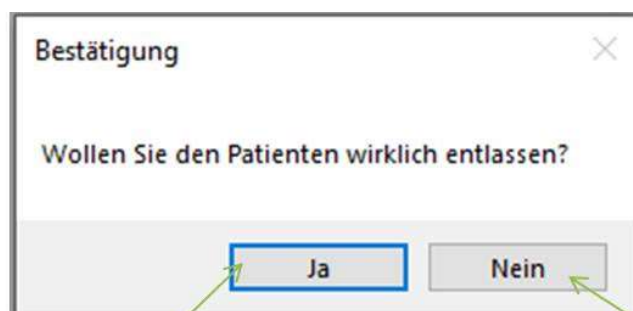 Bestätigung
Wollen Sie den Patienten wirklich entlassen?
Ja
Nein